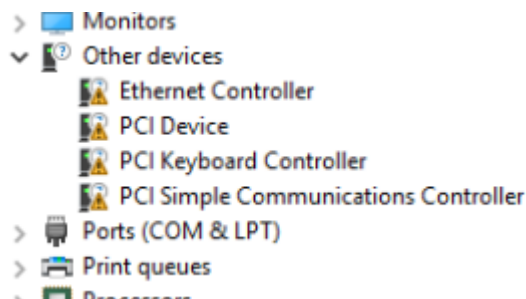 Monitors
Other devices
Ethernet Controller
PCI Device
PCI Keyboard Controller
PCI Simple Communications Controller
Ports (COM & LPT)
Print queues
Processors